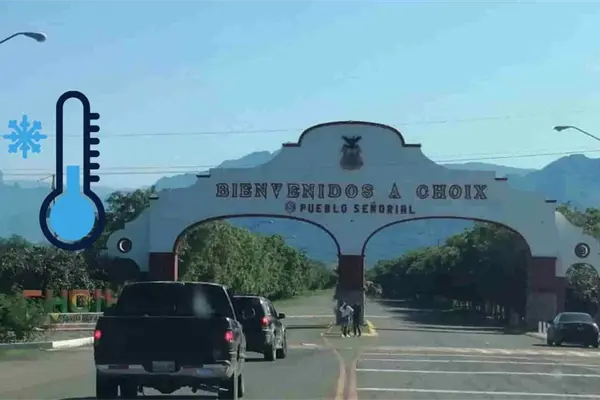 BIENVENIDOS A CHOIX
PUEBLO SEÑORIAL